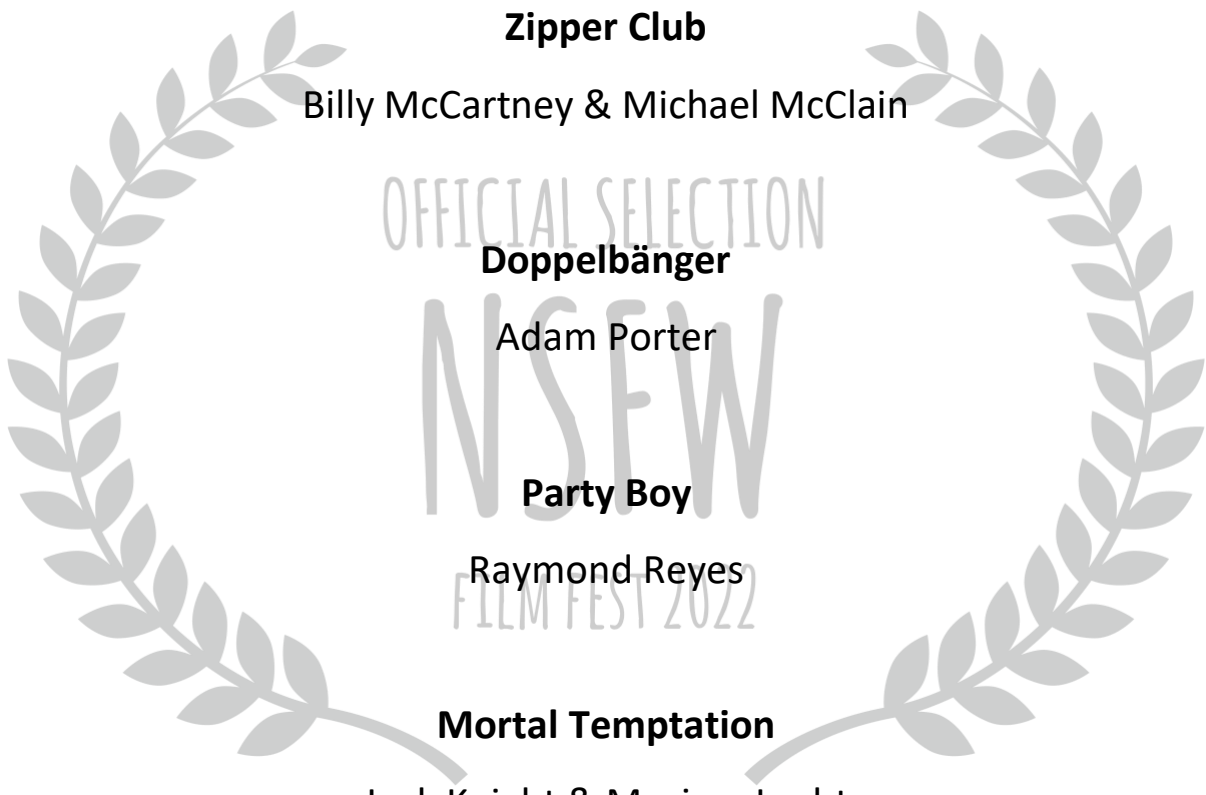 Zipper Club
Billy McCartney & Michael McClain
OFFICIAL SELECTION
Doppelbänger
Adam Porter
NSFW
Party Boy
Raymond Reyes
FILM FEST 2022
Mortal Temptation
Knight &